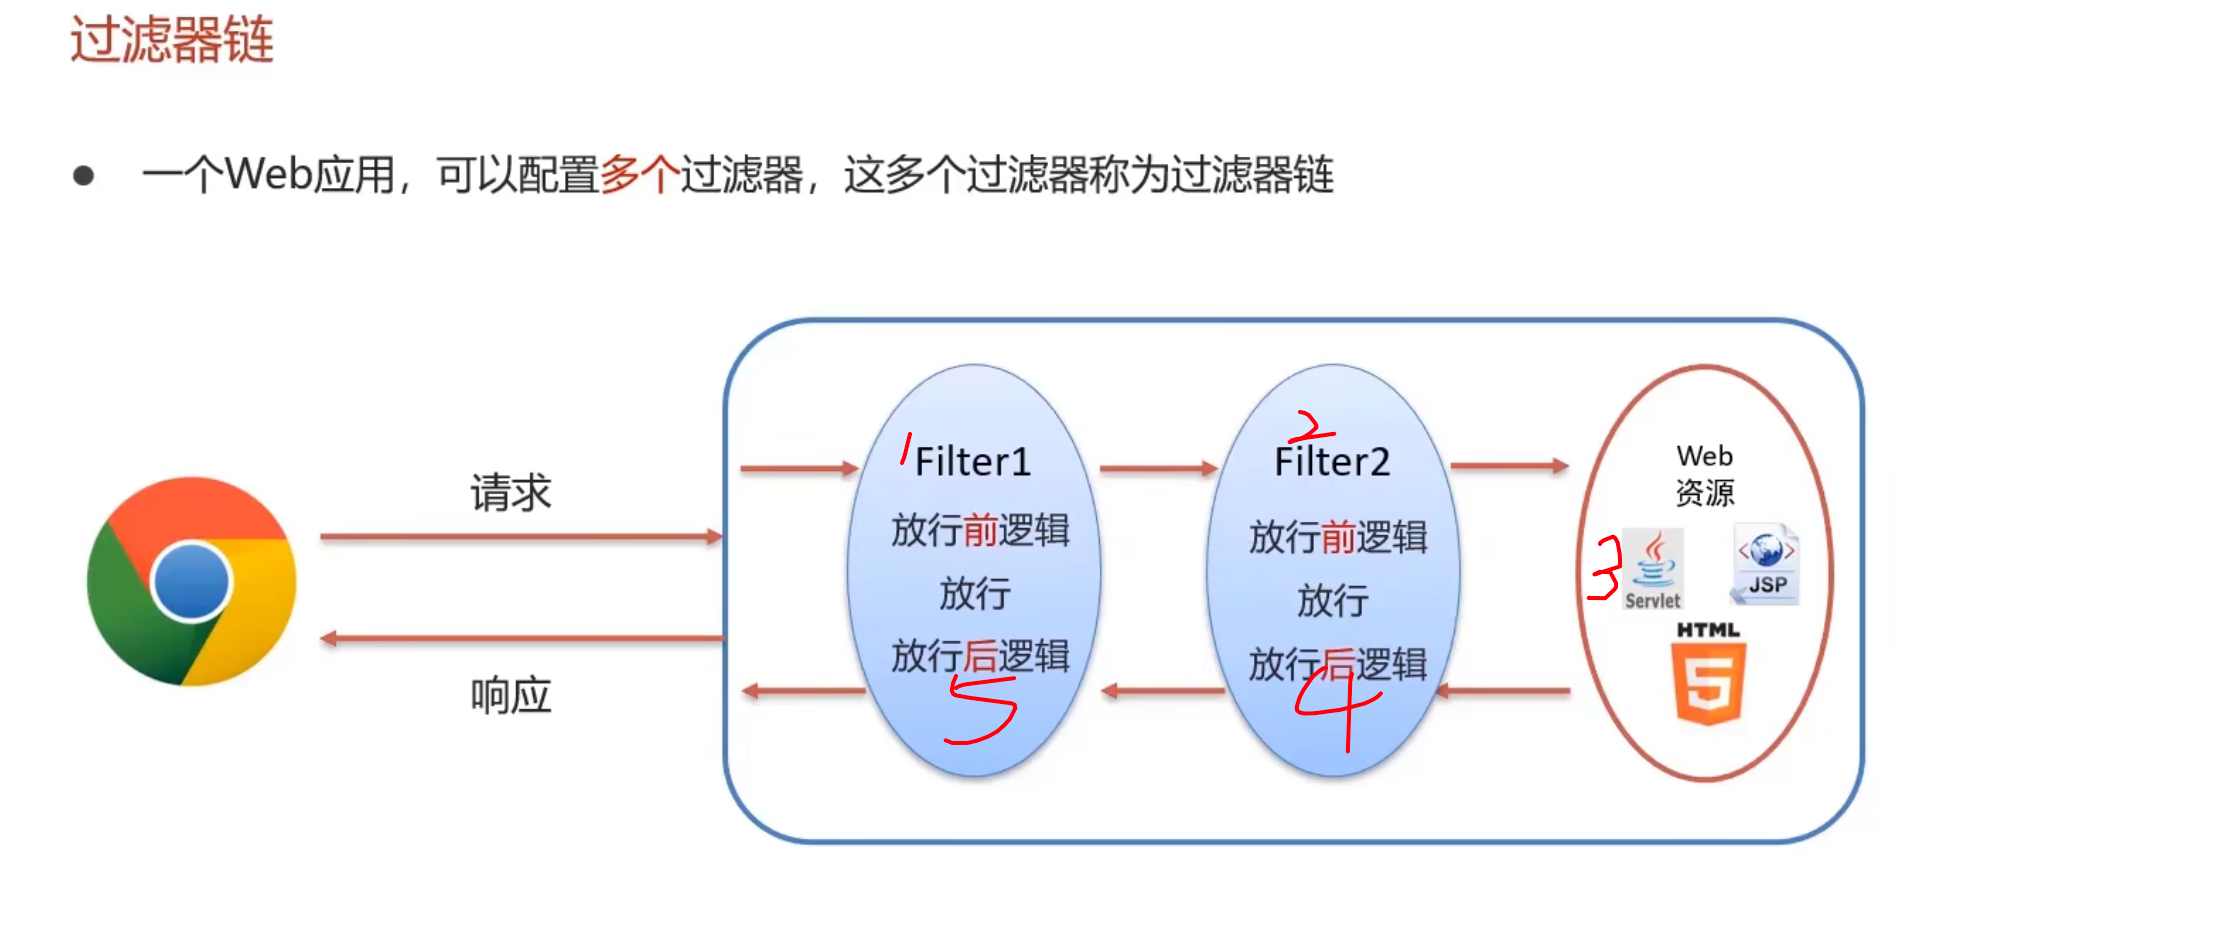 过滤器链
● 一个Web应用，可以配置多个过滤器，这多个过滤器称为过滤器链
请求
响应
1
Filter1
放行前逻辑
放行
放行后逻辑
5
2
Filter2
放行前逻辑
放行
放行后逻辑
4
Web
资源
3
Servlet
JSP
HTML
5